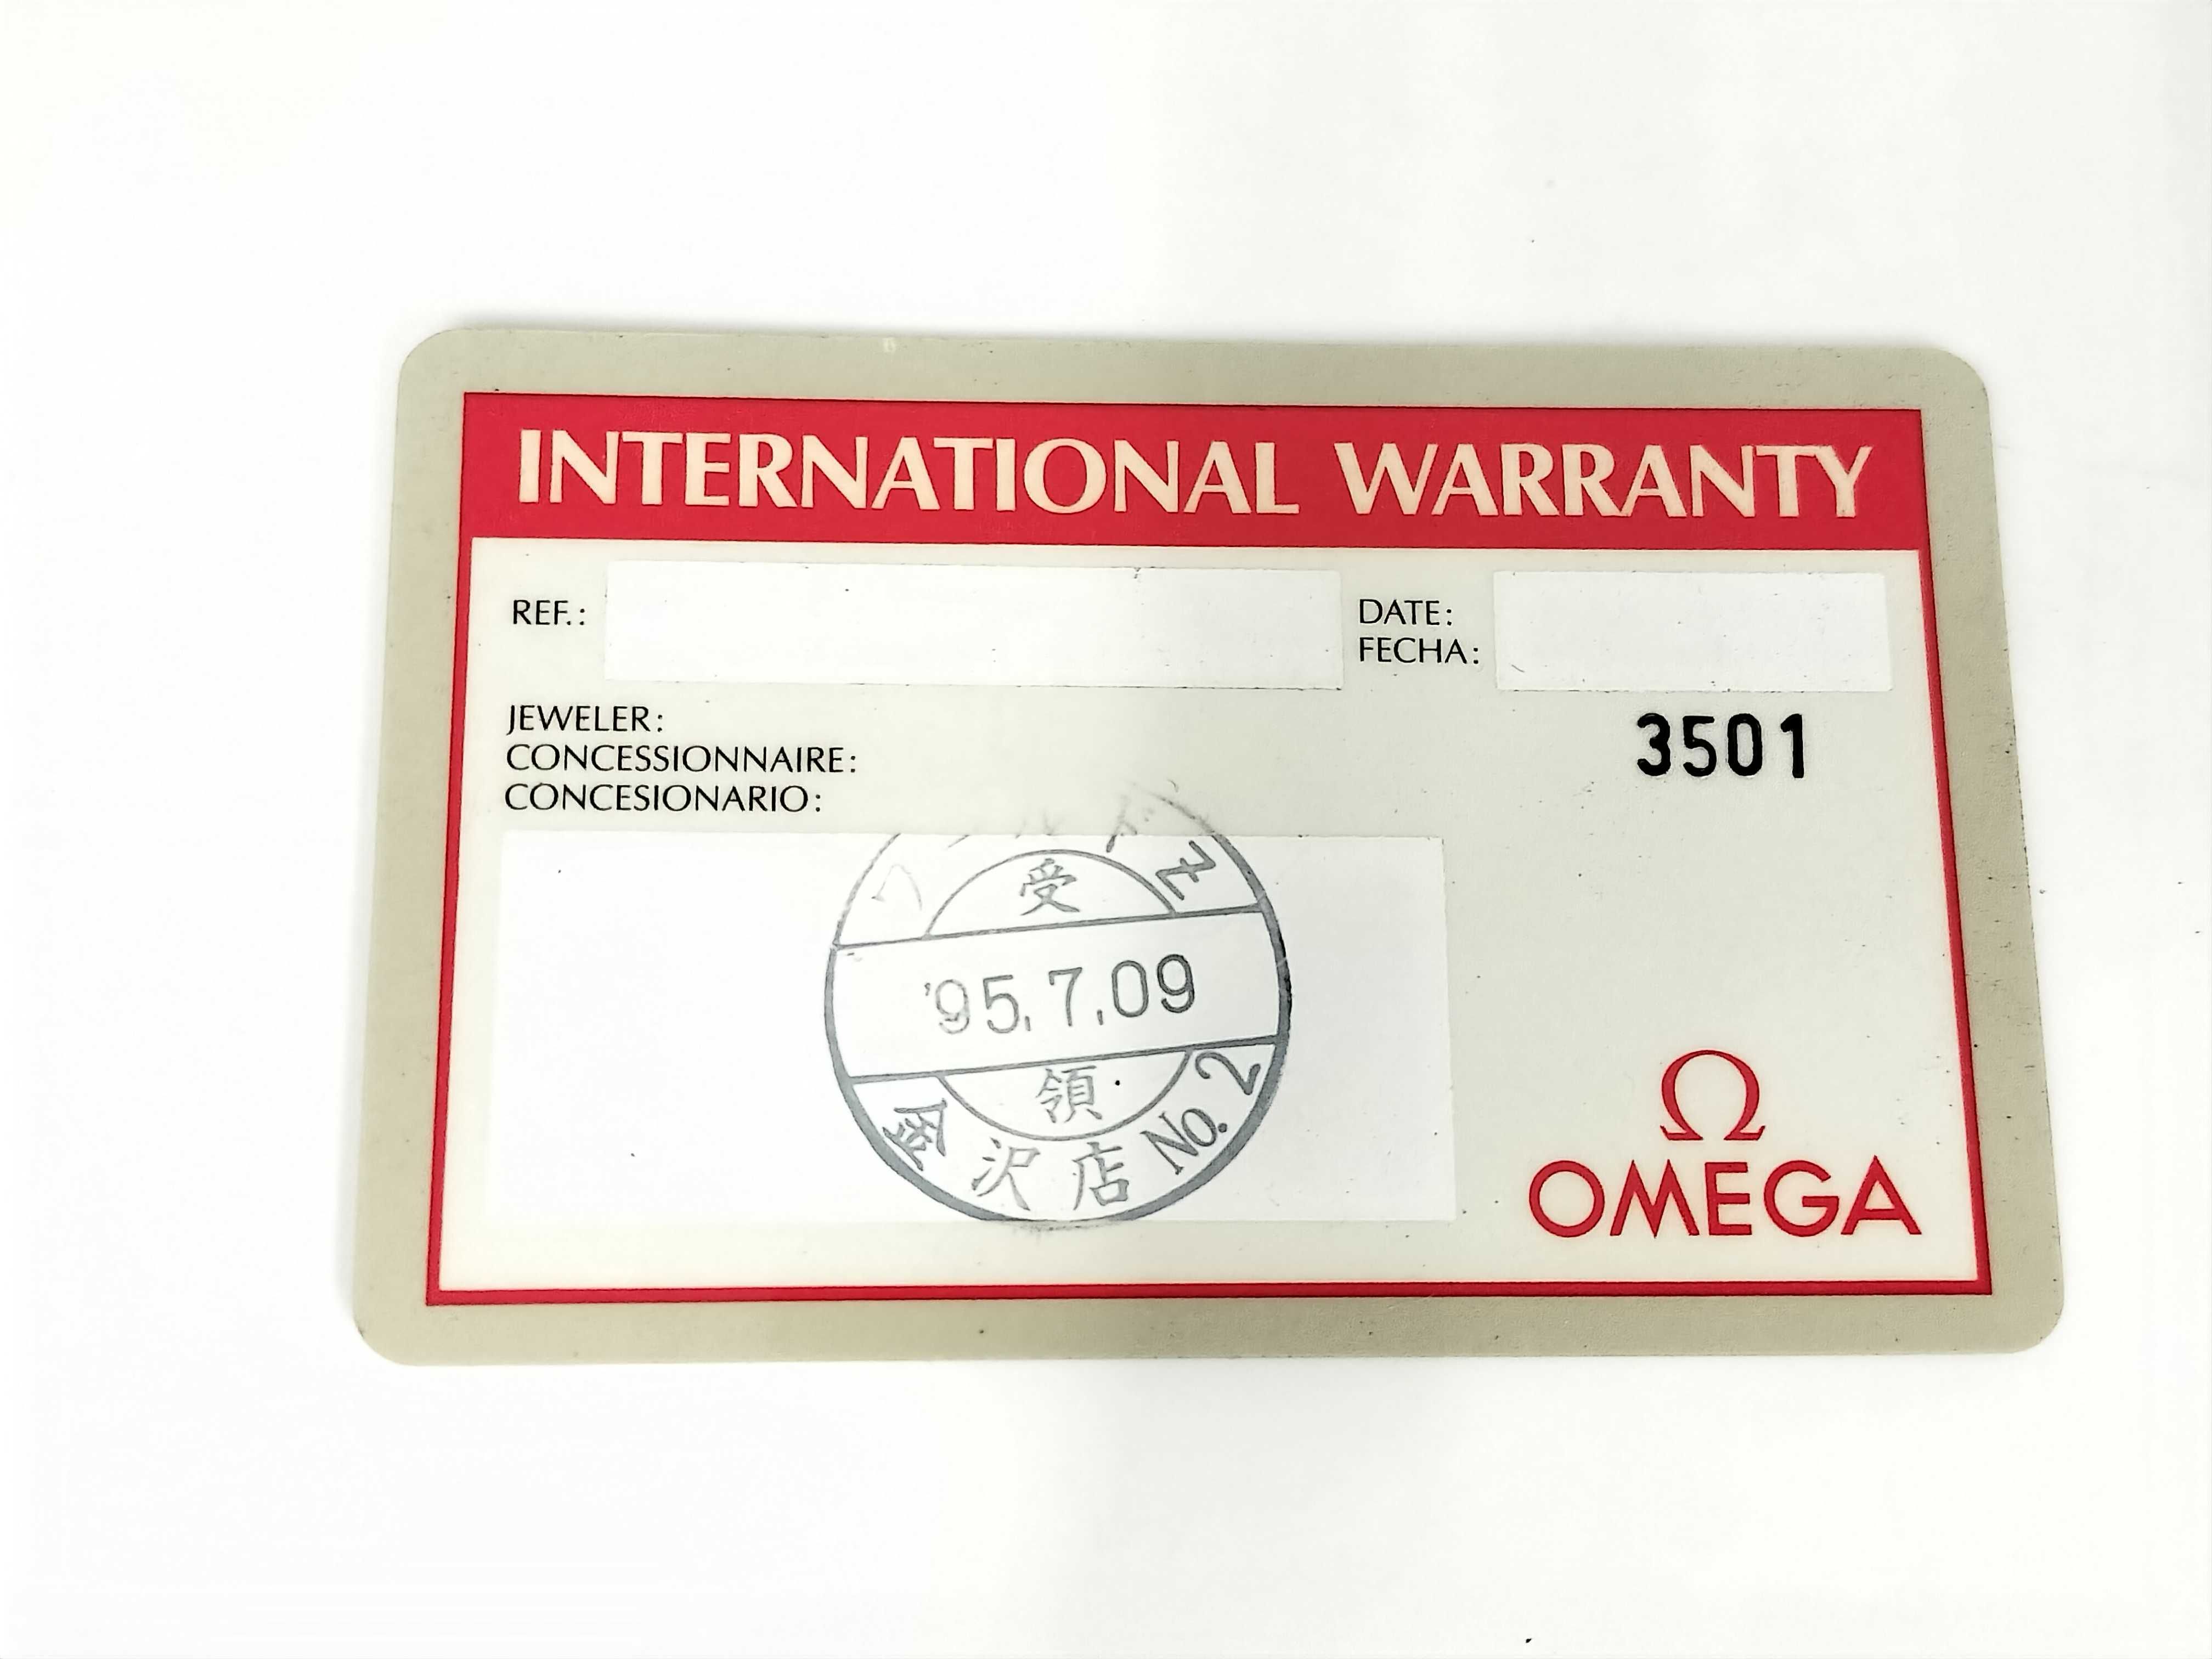 INTERNATIONAL WARRANTY
REF.:
DATE:
FECHA:
3501
JEWELER:
CONCESSIONNAIRE:
CONCESIONARIO:
受
'95.7.09
領
金沢店 No. 2
Ω
OMEGA